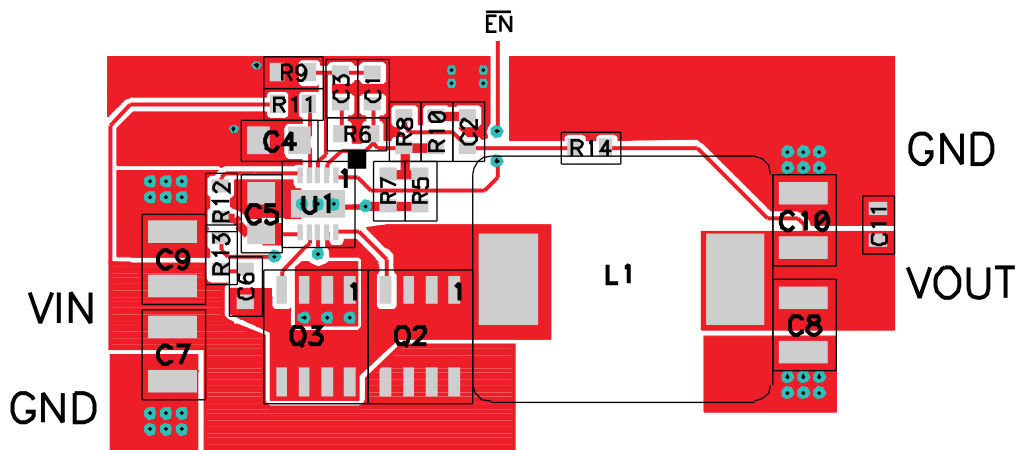 EN
R9
C3
C1
R11
R8
R10
C2
R6
C4
R14
GND
1
R7
R5
R12
C5
U1
C10
C11
R13
C9
C6
L1
VOUT
VIN
1
1
Q3
Q2
C8
C7
GND